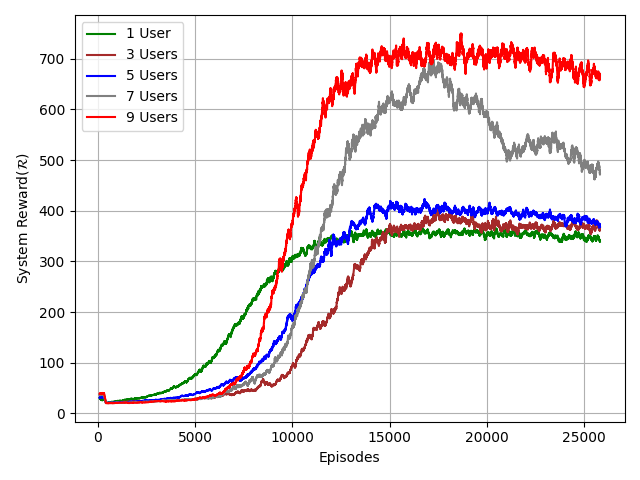 1 User
3 Users
5 Users
7 Users
9 Users
700
600
500
400
300
200
100
0
System Reward(ℛ)
0 5000 10000 15000 20000 25000
Episodes